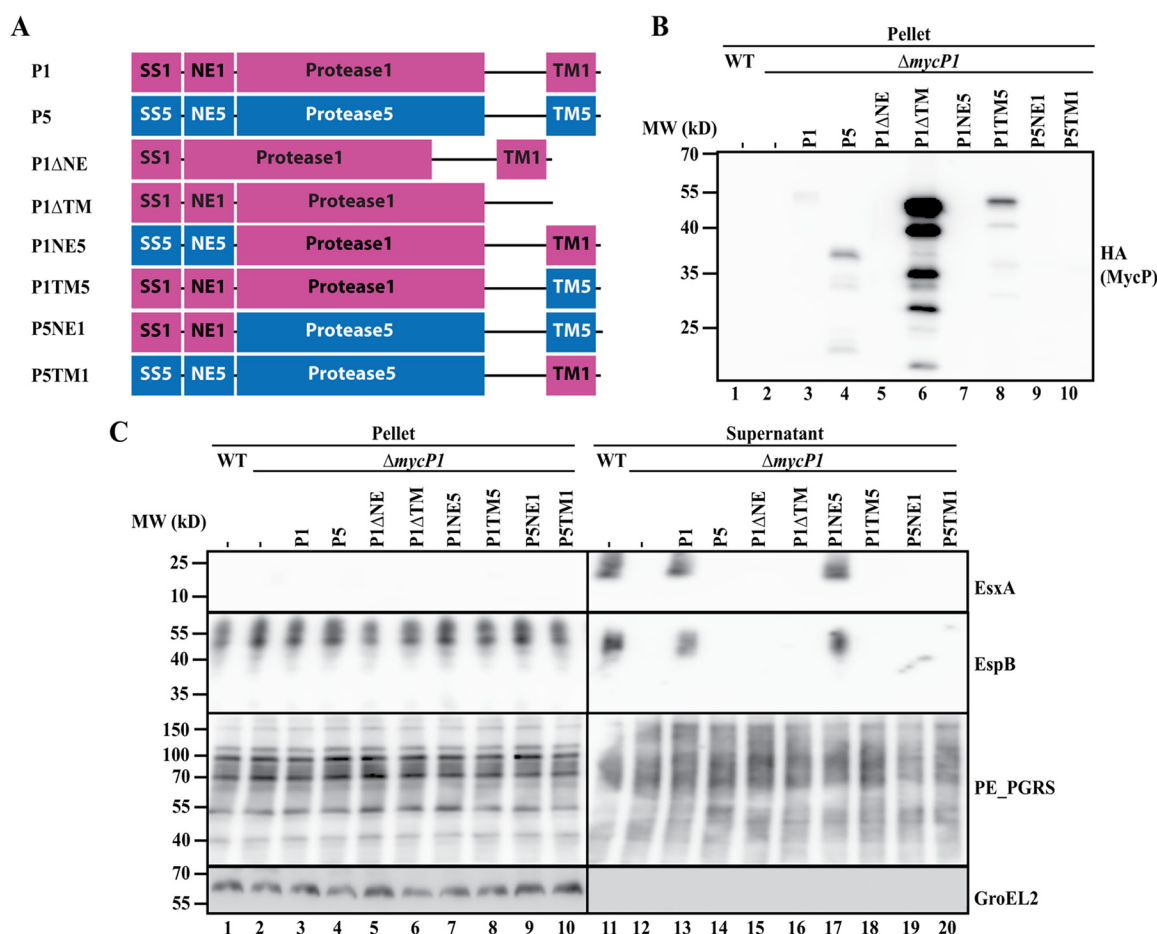 A
P1
SS1 NE1 Protease1 TM1
P5
SS5 NE5 Protease5 TM5
P1ΔNE
SS1 Protease1 TM1
P1ΔTM
SS1 NE1 Protease1
P1NE5
SS5 NE5 Protease1 TM1
P1TM5
SS1 NE1 Protease1 TM5
P5NE1
SS1 NE1 Protease5 TM5
P5TM1
SS5 NE5 Protease5 TM1
B
Pellet
WT ΔmycP1
MW (kD) - - P1 P5 P1ΔNE P1ΔTM P1NE5 P1TM5 P5NE1 P5TM1
70
55
40
35
25
HA
(MycP)
1 2 3 4 5 6 7 8 9 10
C
Pellet Supernatant
WT ΔmycP1 WT ΔmycP1
MW (kD) - - P1 P5 P1ΔNE P1ΔTM P1NE5 P1TM5 P5NE1 P5TM1 - - P1 P5 P1ΔNE P1ΔTM P1NE5 P1TM5 P5NE1 P5TM1
25
10
EsxA
55
40
35
EspB
150
100
70
55
40
PE_PGRS
70
55
GroEL2
1 2 3 4 5 6 7 8 9 10 11 12 13 14 15 16 17 18 19 20